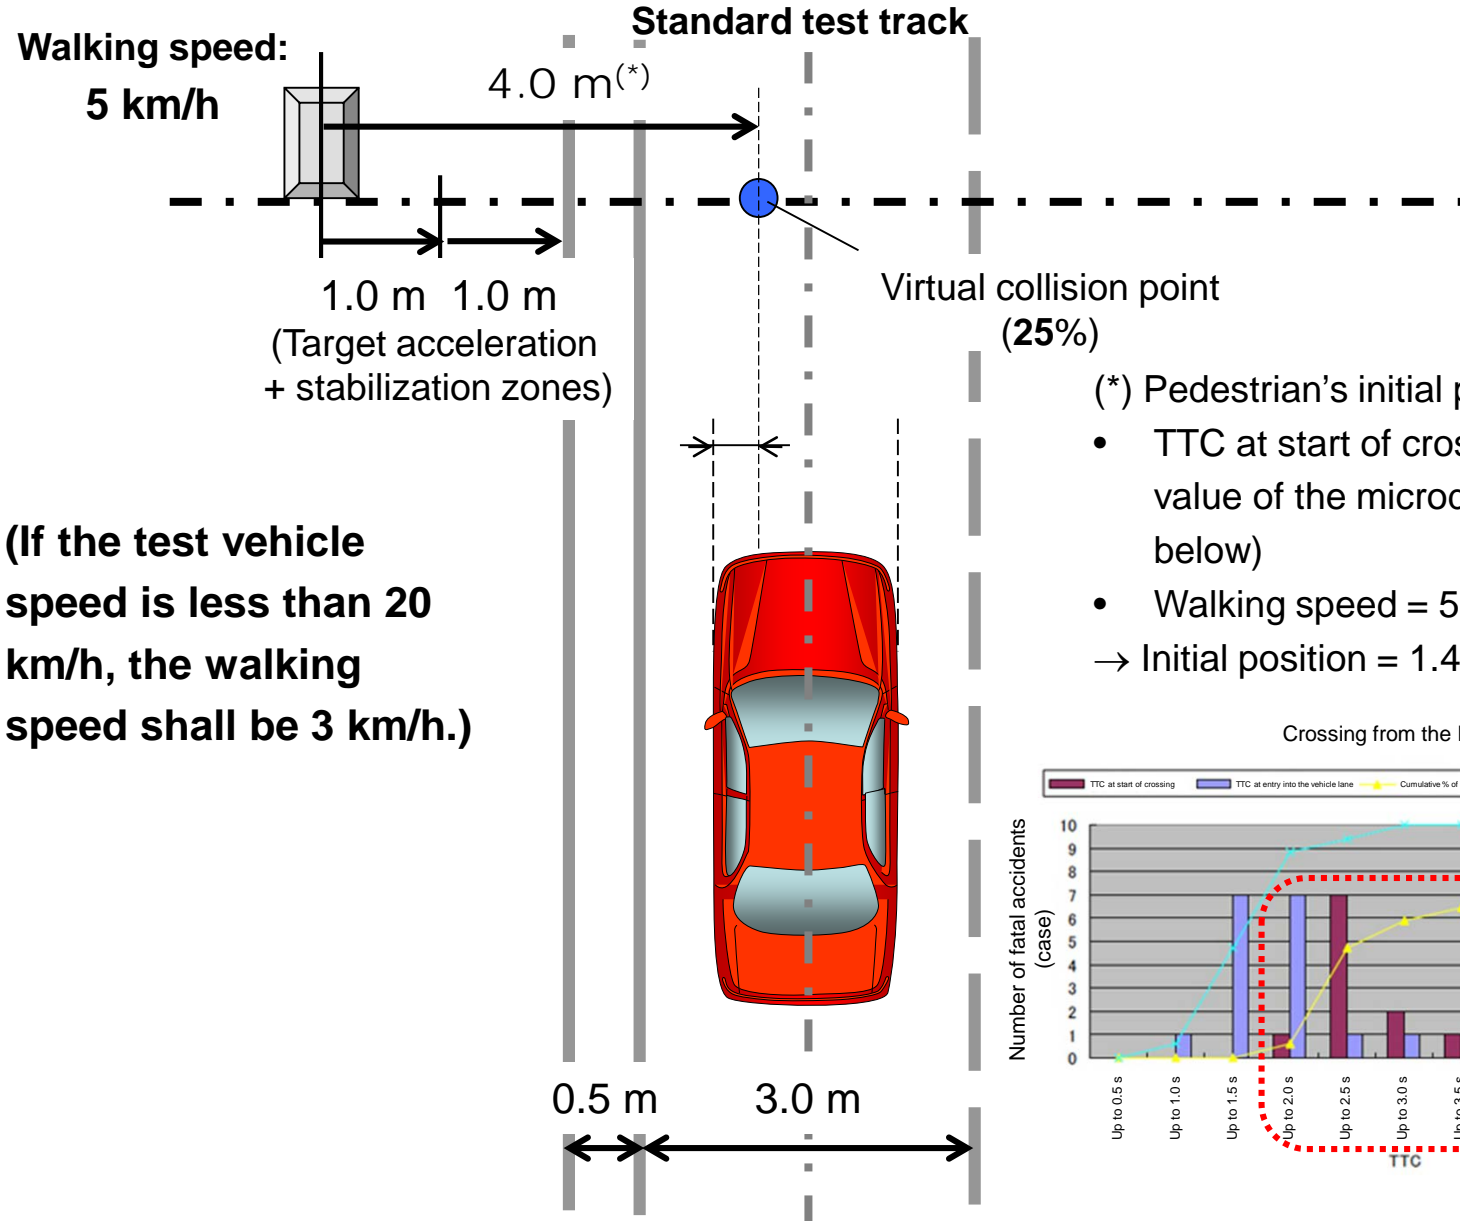 Standard test track
Walking speed:
5 km/h
4.0 m(*)
1.0 m 1.0 m
(Target acceleration
+ stabilization zones)
Virtual collision point
(25%)
(*) Pedestrian's initial
• TTC at start of
value of the
below)
• Walking speed = 5
→ Initial position = 1.4
(If the test vehicle
speed is less than 20
km/h, the walking
speed shall be 3 km/h.)
Crossing from the
TTC at start of crossing
TTC at entry into the vehicle lane
Cumulative % of
Number of fatal accidents
(case)
10
9
8
7
6
5
4
3
2
1
0
Up to 0.5 s
Up to 1.0 s
Up to 1.5 s
Up to 2.0 s
Up to 2.5 s
Up to 3.0 s
Up to 3.5 s
TTC
0.5 m
3.0 m